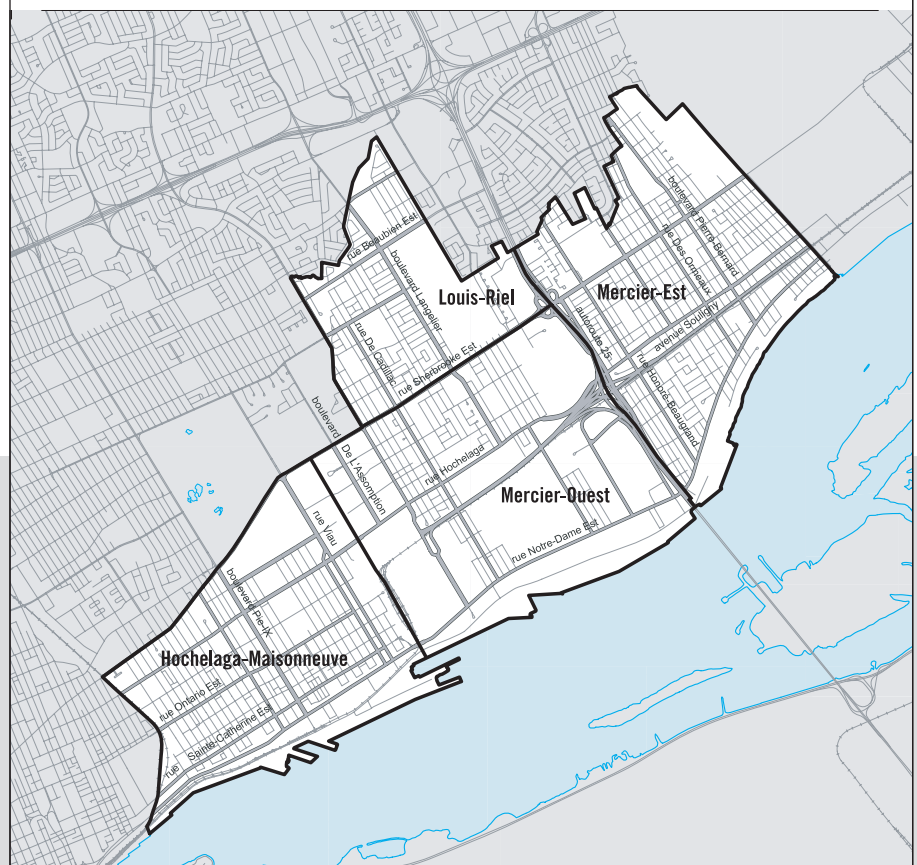 boulevard Pierre-Bernard
rue Beaubien Est
rue Des Ormeaux
boulevard Langelier
Louis-Riel
Mercier-Est
autoroute 25
avenue Souligny
rue De Cadillac
rue Sherbrooke Est
rue Honoré-Beaugrand
boulevard
De L'Assomption
rue Hochelaga
Mercier-Ouest
rue Viau
rue Notre-Dame Est
boulevard Pie-IX
Hochelaga-Maisonneuve
rue Ontario Est
rue Sainte-Catherine Est